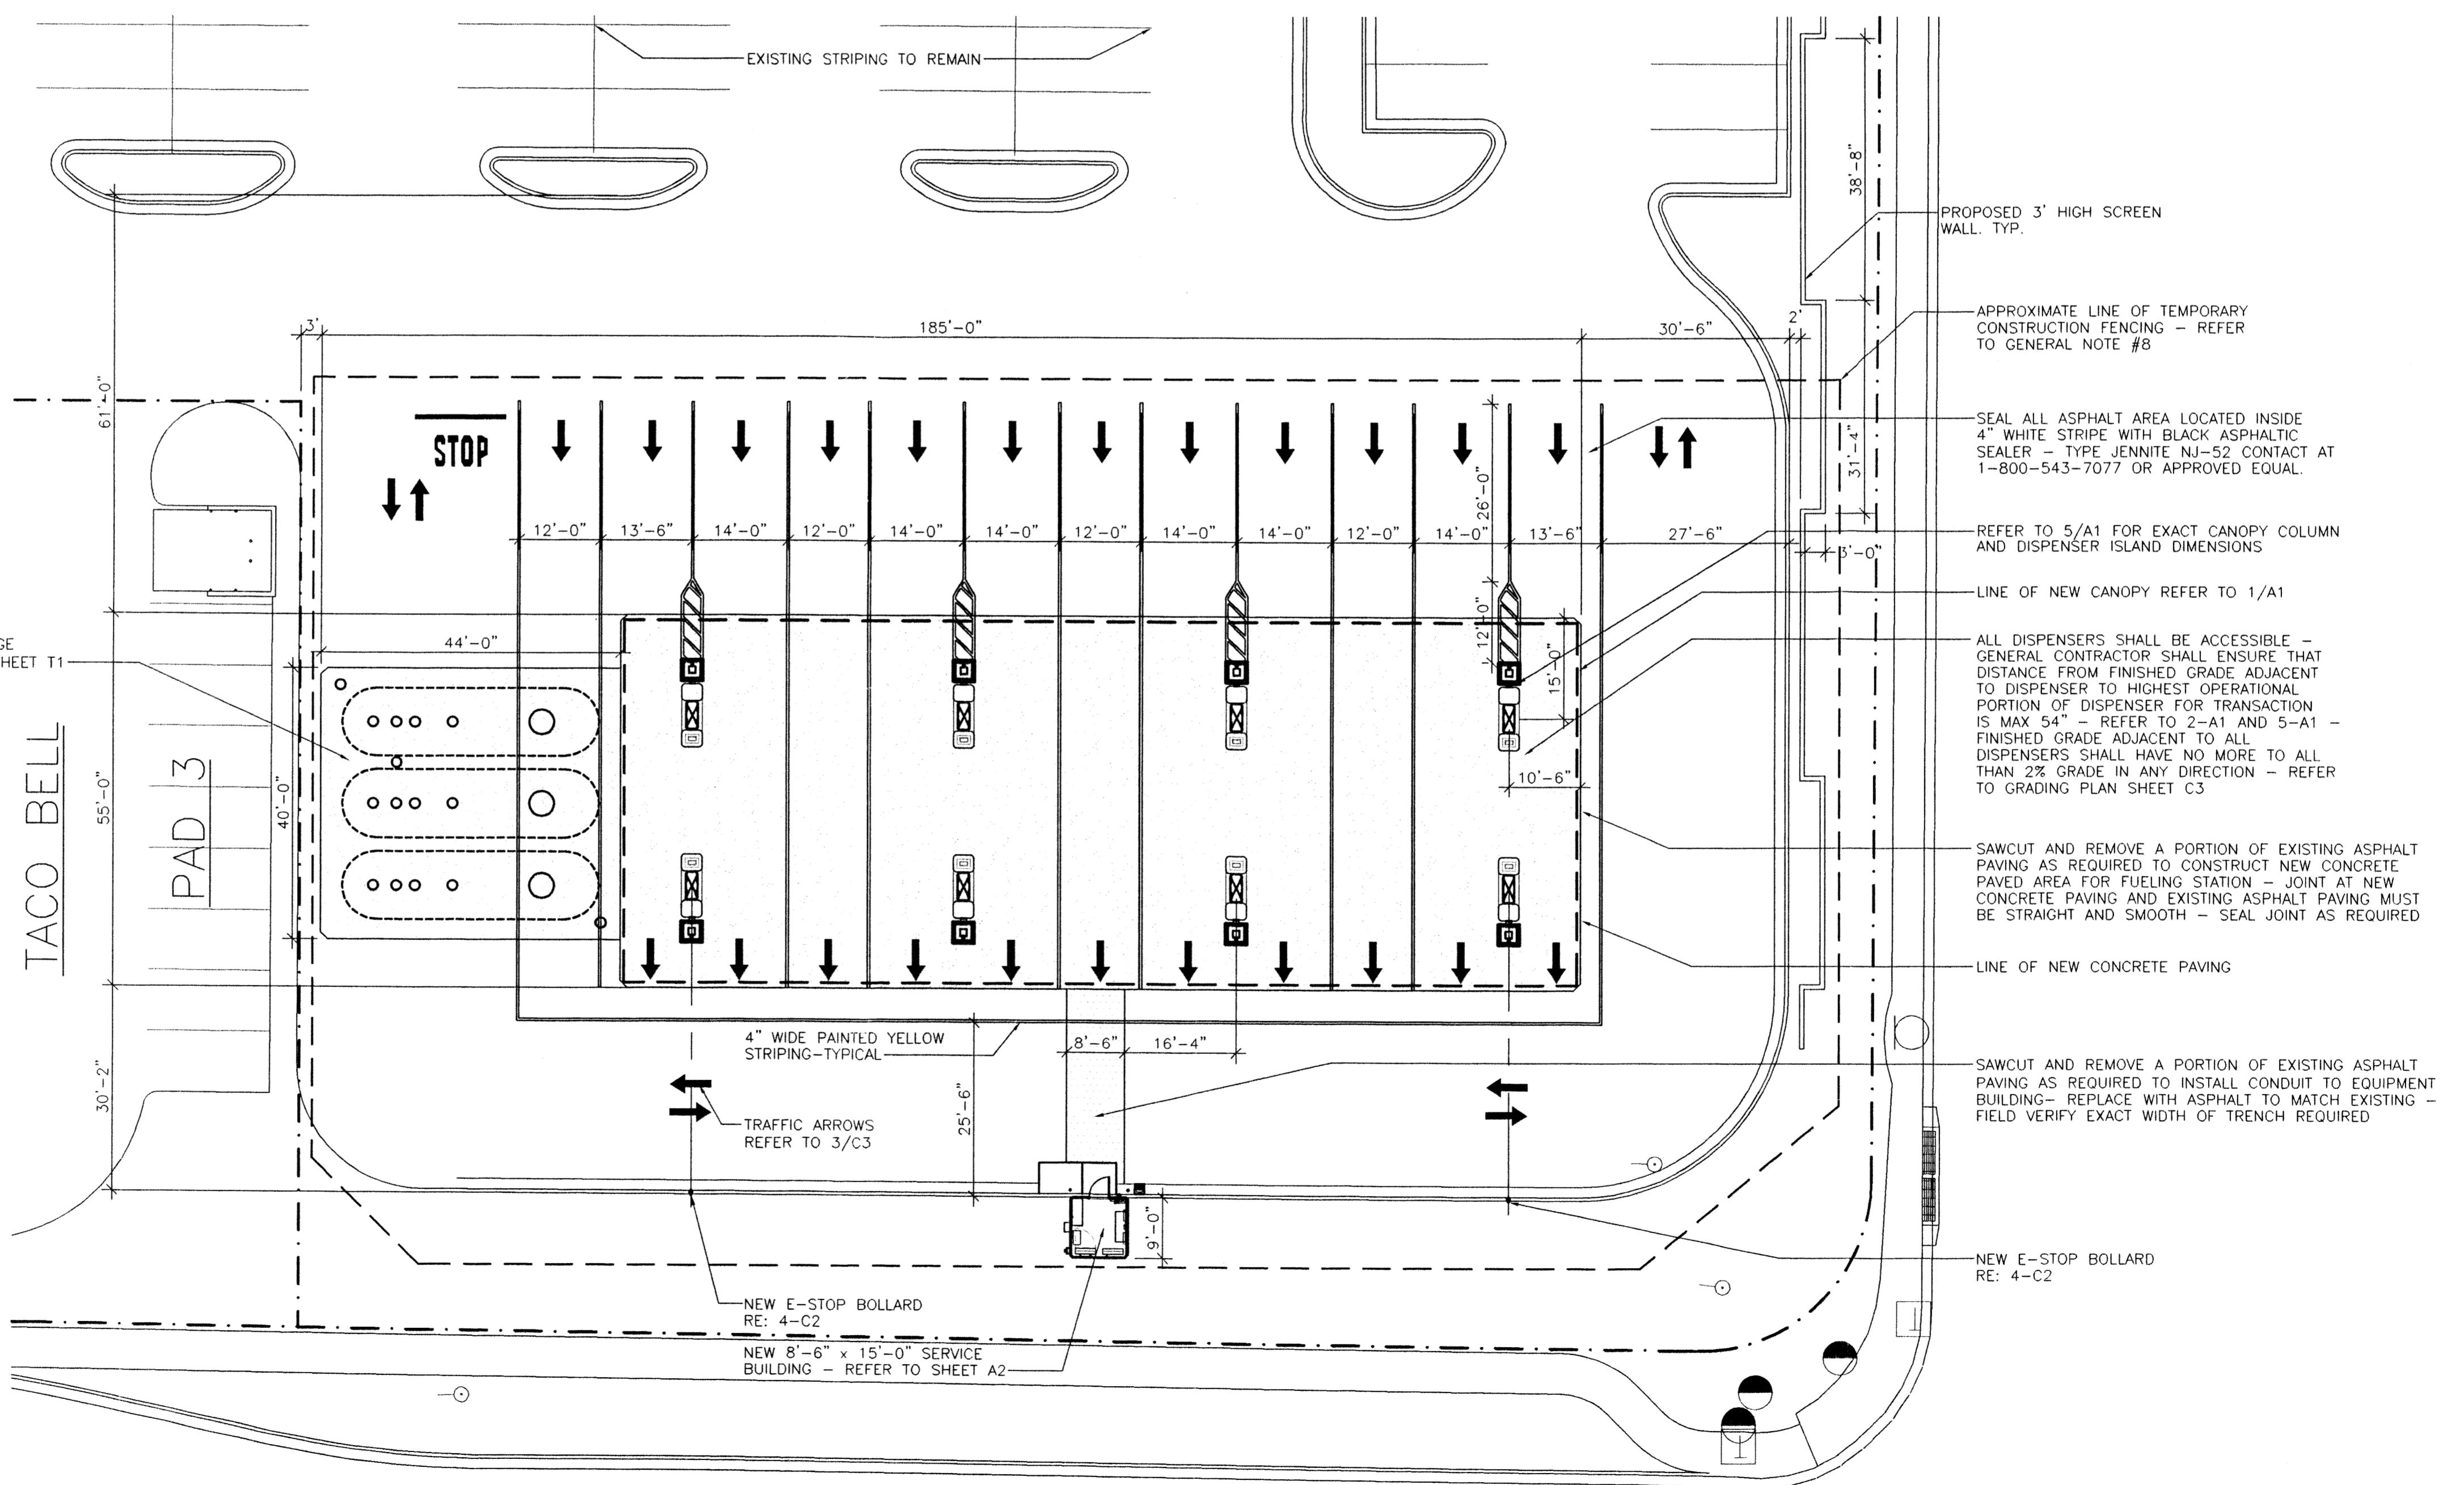 EXISTING STRIPING TO REMAIN
38'-8"
PROPOSED 3' HIGH SCREEN
WALL. TYP.
3'
185'-0"
30'-6"
2'
APPROXIMATE LINE OF TEMPORARY
CONSTRUCTION FENCING – REFER
TO GENERAL NOTE #8
61'-0"
STOP
26'-0"
31'-4"
SEAL ALL ASPHALT AREA LOCATED INSIDE
4" WHITE STRIPE WITH BLACK ASPHALTIC
SEALER – TYPE JENNITE NJ-52 CONTACT AT
1-800-543-7077 OR APPROVED EQUAL.
12'-0"
13'-6"
14'-0"
12'-0"
14'-0"
14'-0"
12'-0"
14'-0"
14'-0"
12'-0"
14'-0"
13'-6"
27'-6"
3'-0"
REFER TO 5/A1 FOR EXACT CANOPY COLUMN
AND DISPENSER ISLAND DIMENSIONS
LINE OF NEW CANOPY REFER TO 1/A1
12'-0"
15'-0"
GE
HEET T1
44'-0"
ALL DISPENSERS SHALL BE ACCESSIBLE –
GENERAL CONTRACTOR SHALL ENSURE THAT
DISTANCE FROM FINISHED GRADE ADJACENT
TO DISPENSER TO HIGHEST OPERATIONAL
PORTION OF DISPENSER FOR TRANSACTION
IS MAX 54" – REFER TO 2-A1 AND 5-A1 –
FINISHED GRADE ADJACENT TO ALL
DISPENSERS SHALL HAVE NO MORE TO ALL
THAN 2% GRADE IN ANY DIRECTION – REFER
TO GRADING PLAN SHEET C3
TACO BELL
PAD 3
55'-0"
40'-0"
10'-6"
SAWCUT AND REMOVE A PORTION OF EXISTING ASPHALT
PAVING AS REQUIRED TO CONSTRUCT NEW CONCRETE
PAVED AREA FOR FUELING STATION – JOINT AT NEW
CONCRETE PAVING AND EXISTING ASPHALT PAVING MUST
BE STRAIGHT AND SMOOTH – SEAL JOINT AS REQUIRED
LINE OF NEW CONCRETE PAVING
4" WIDE PAINTED YELLOW
STRIPING-TYPICAL
8'-6"
16'-4"
30'-2"
25'-6"
SAWCUT AND REMOVE A PORTION OF EXISTING ASPHALT
PAVING AS REQUIRED TO INSTALL CONDUIT TO EQUIPMENT
BUILDING– REPLACE WITH ASPHALT TO MATCH EXISTING –
FIELD VERIFY EXACT WIDTH OF TRENCH REQUIRED
TRAFFIC ARROWS
REFER TO 3/C3
9'-0"
NEW E-STOP BOLLARD
RE: 4-C2
NEW E-STOP BOLLARD
RE: 4-C2
NEW 8'-6" x 15'-0" SERVICE
BUILDING – REFER TO SHEET A2